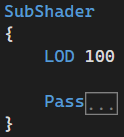 SubShader
{
LOD 100
Pass...
}